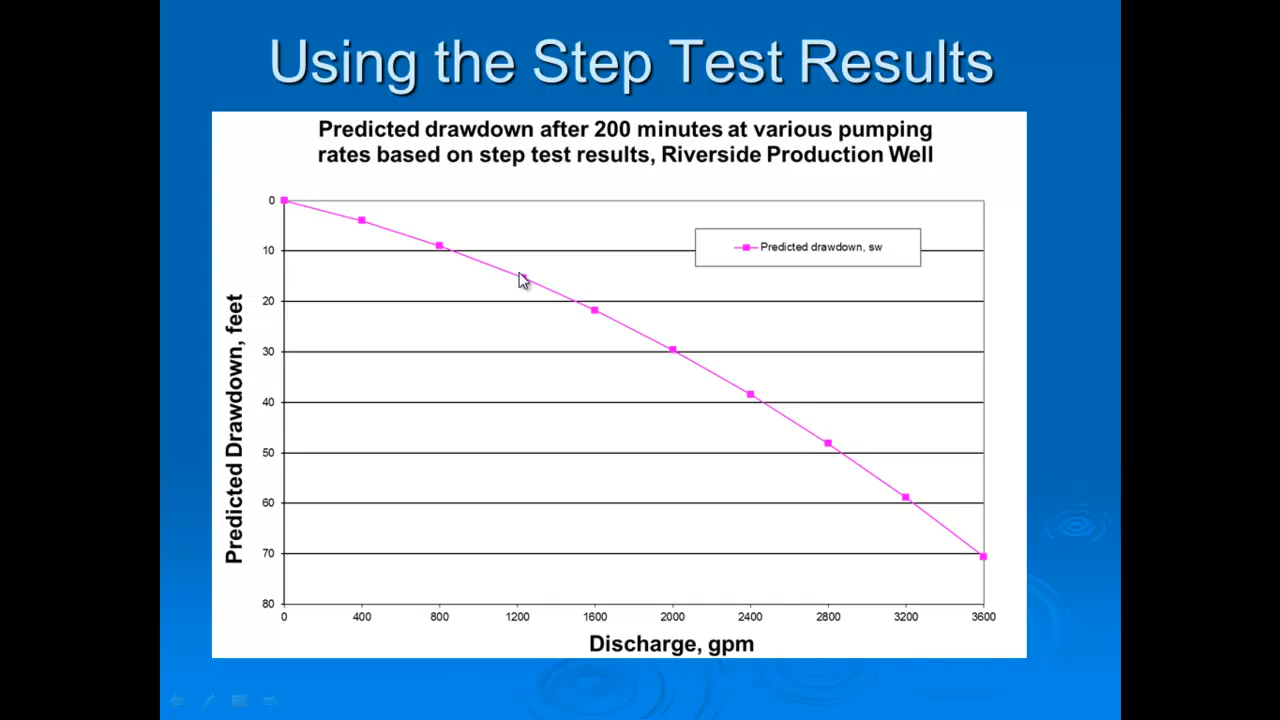 Using the Step Test Results
Predicted drawdown after 200 minutes at various pumping
rates based on step test results, Riverside Production Well
Predicted Drawdown, feet
0
10
20
30
40
50
60
70
80
Predicted drawdown, sw
0 400 800 1200 1600 2000 2400 2800 3200 3600
Discharge, gpm